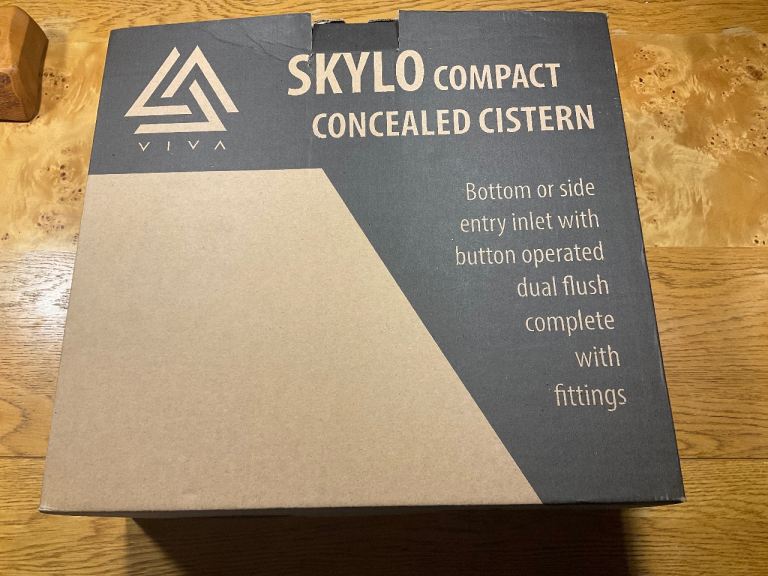 SKYLO COMPACT
CONCEALED CISTERN
VIVA
Bottom or side
entry inlet with
button operated
dual flush
complete
with
fittings